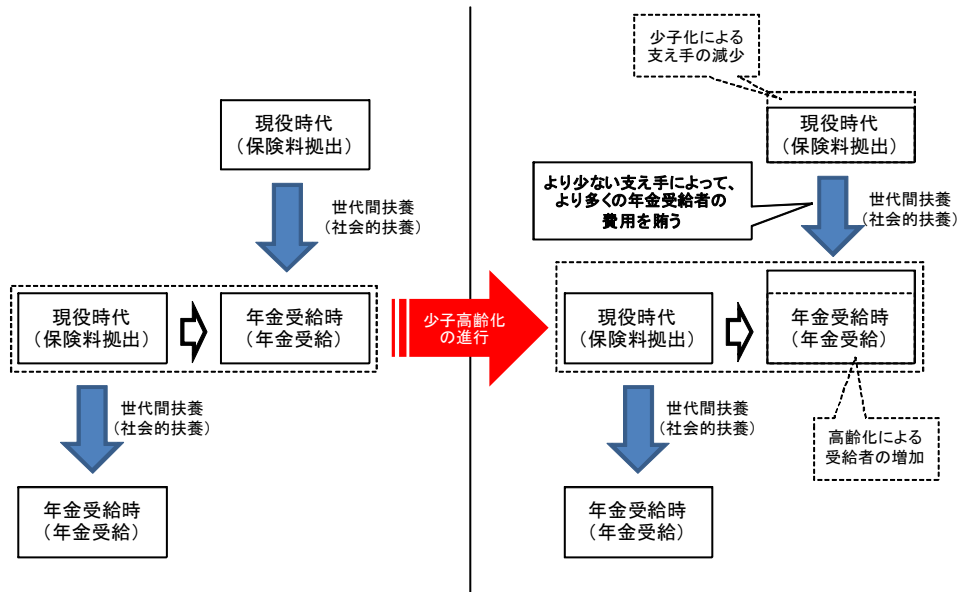 現役時代
(保険料拠出)
世代間扶養
(社会的扶養)
現役時代
(保険料拠出)
年金受給時
(年金受給)
世代間扶養
(社会的扶養)
年金受給時
(年金受給)
少子高齢化
の進行
少子化による
支え手の減少
現役時代
(保険料拠出)
より少ない支え手によって、
より多くの年金受給者の
費用を賄う
世代間扶養
(社会的扶養)
現役時代
(保険料拠出)
年金受給時
(年金受給)
世代間扶養
(社会的扶養)
高齢化による
受給者の増加
年金受給時
(年金受給)